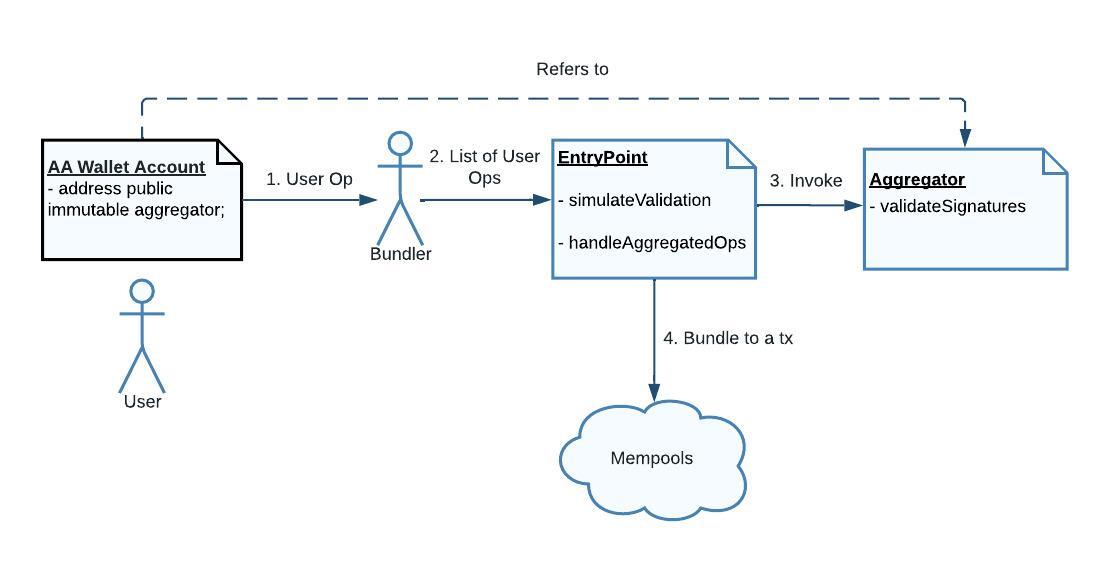 Refers to
AA Wallet Account
- address public
immutable aggregator;
1. User Op
Bundler
2. List of User
Ops
EntryPoint
- simulateValidation
- handleAggregatedOps
3. Invoke
Aggregator
- validateSignatures
User
4. Bundle to a tx
Mempools